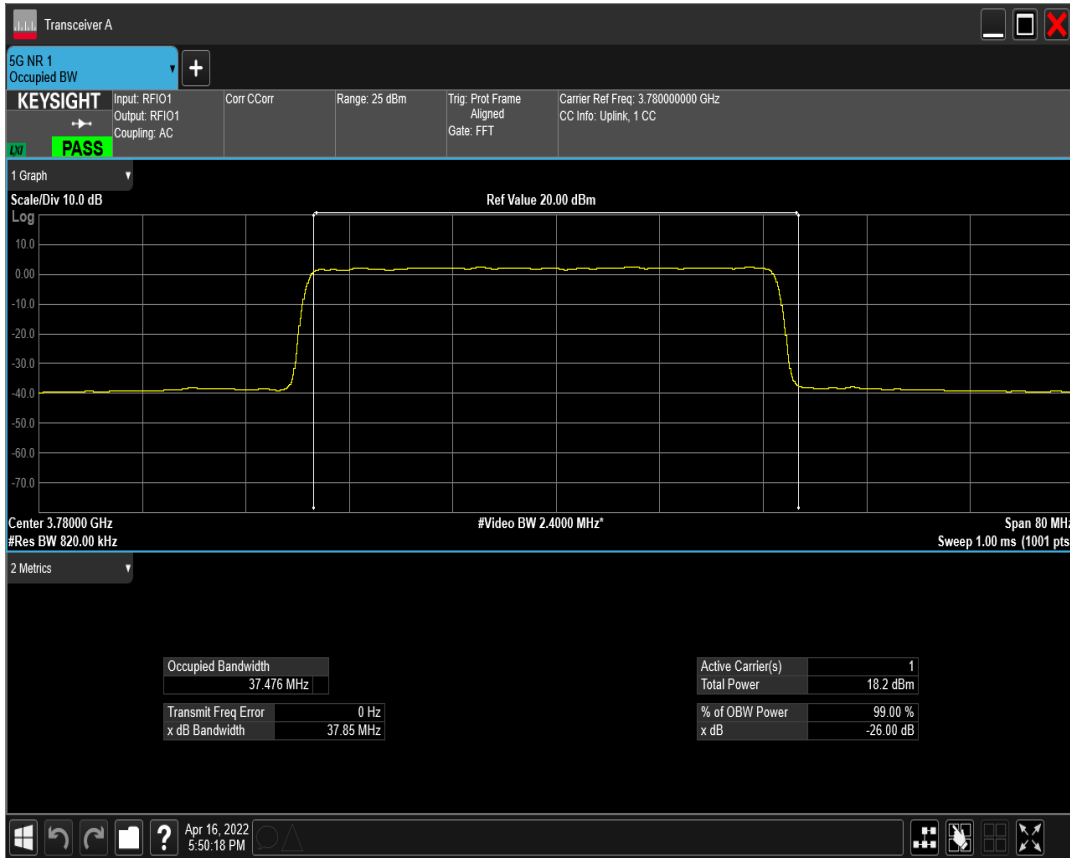 Transceiver A
5G NR 1
Occupied BW
+
KEYSIGHT
LXI
PASS
Input: RFIO1
Output: RFIO1
Coupling: AC
Corr CCorr
Range: 25 dBm
Trig: Prot Frame
Aligned
Gate: FFT
Carrier Ref Freq: 3.780000000 GHz
CC Info: Uplink, 1 CC
1 Graph
Scale/Div 10.0 dB
Ref Value 20.00 dBm
Log
10.0
0.00
-10.0
-20.0
-30.0
-40.0
-50.0
-60.0
-70.0
Center 3.78000 GHz
#Video BW 2.4000 MHz*
Span 80 MHz
#Res BW 820.00 kHz
Sweep 1.00 ms (1001 pts
2 Metrics
Occupied Bandwidth
37.476 MHz
Transmit Freq Error 0 Hz
x dB Bandwidth 37.85 MHz
Active Carrier(s) 1
Total Power 18.2 dBm
% of OBW Power 99.00 %
x dB -26.00 dB
?
Apr 16, 2022
5:50:18 PM